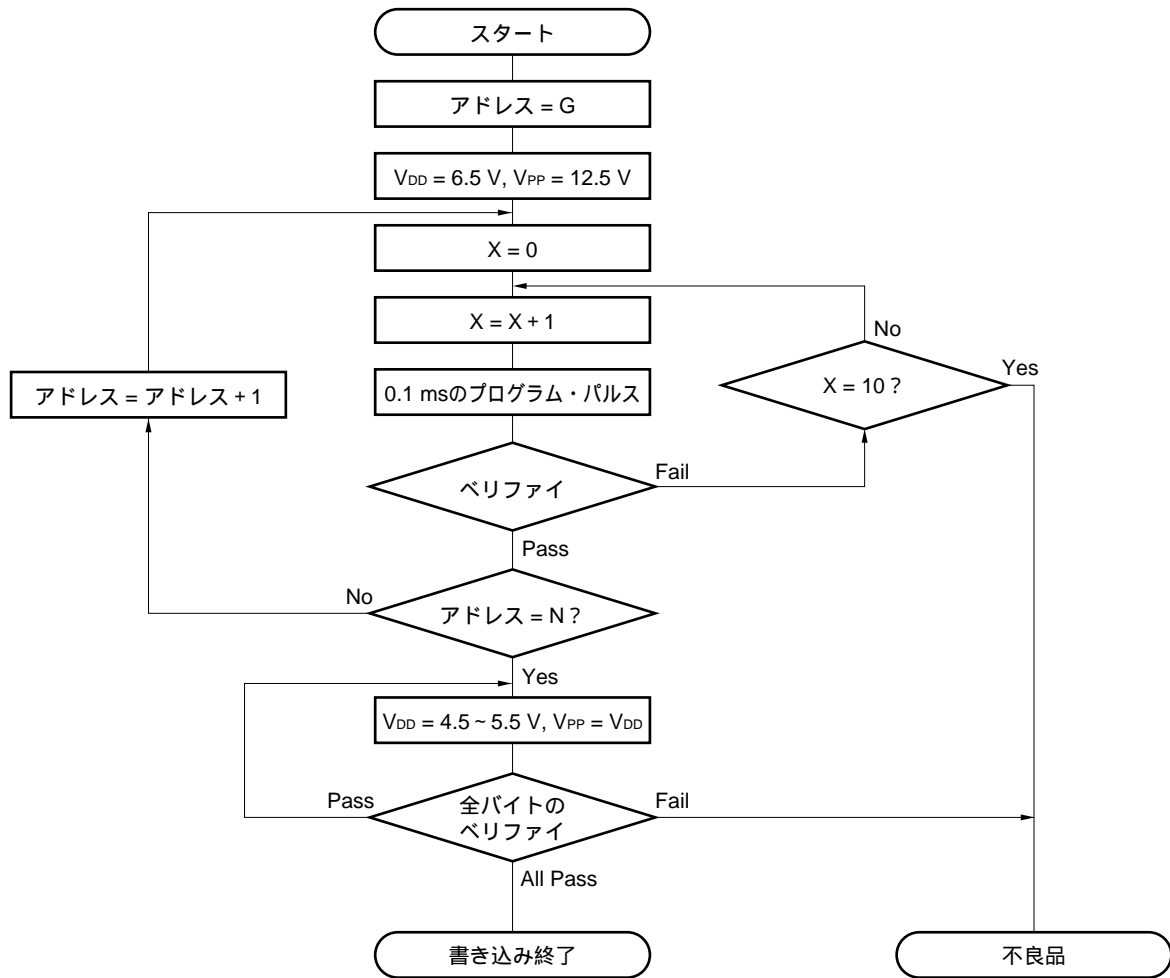 スタート
アドレス = G
VDD = 6.5 V, VPP = 12.5 V
X = 0
X = X + 1
No
Yes
X = 10 ?
アドレス = アドレス + 1
0.1 msのプログラム・パルス
ベリファイ
Fail
Pass
No
アドレス = N ?
Yes
VDD = 4.5 ~ 5.5 V, VPP = VDD
Pass
全バイトの
ベリファイ
Fail
All Pass
書き込み終了
不良品